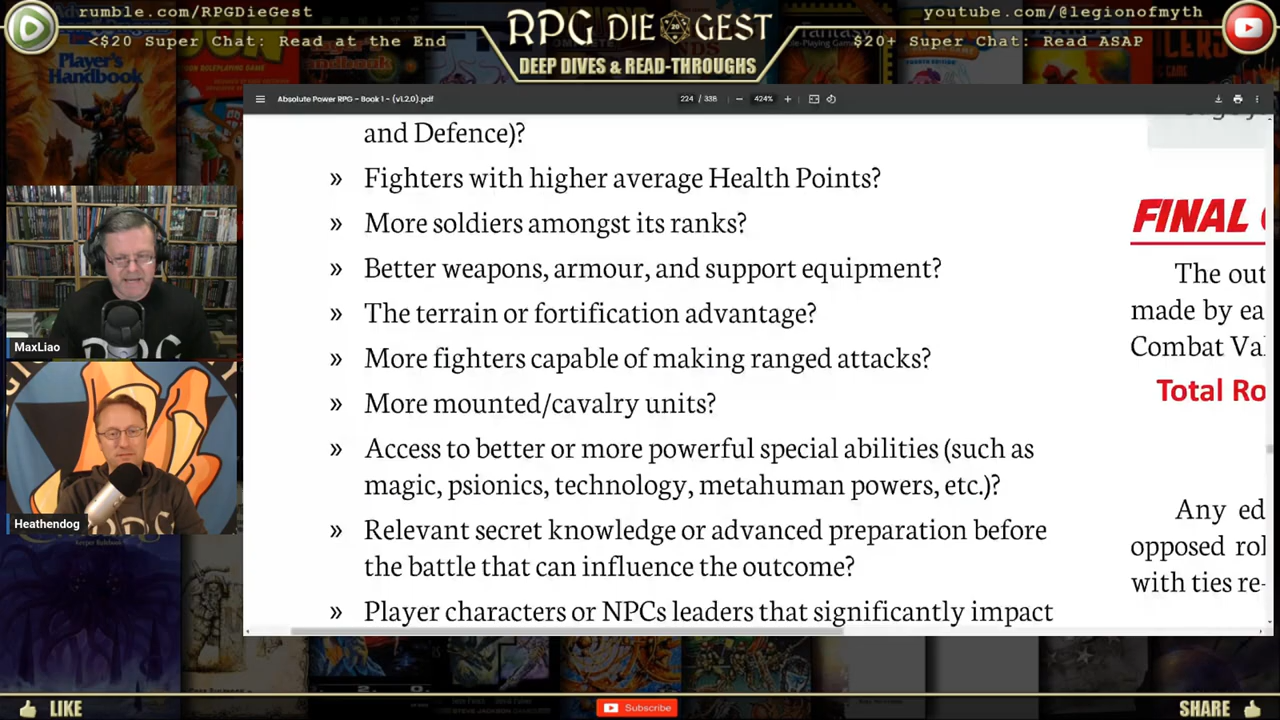 rumble.com/RPGDieGest
<$20 Super Chat: Read at the End
RPG DIE GEST
DEEP DIVES & READ-THROUGHS
youtube.com/@legionofmyth
$20+ Super Chat: Read ASAP
Player's
Handbook
Absolute Power RPG - Book 1 - (v1.2.0).pdf
224 / 338
424%
and Defence)?
» Fighters with higher average Health Points?
» More soldiers amongst its ranks?
» Better weapons, armour, and support equipment?
» The terrain or fortification advantage?
» More fighters capable of making ranged attacks?
» More mounted/cavalry units?
» Access to better or more powerful special abilities (such as
magic, psionics, technology, metahuman powers, etc.)?
» Relevant secret knowledge or advanced preparation before
the battle that can influence the outcome?
» Player characters or NPCs leaders that significantly impact
FINAL
The out
made by ea
Combat Va
Total Ro
Any ed
opposed rol
with ties re-
MaxLiao
Heathendog
LIKE
Subscribe
SHARE